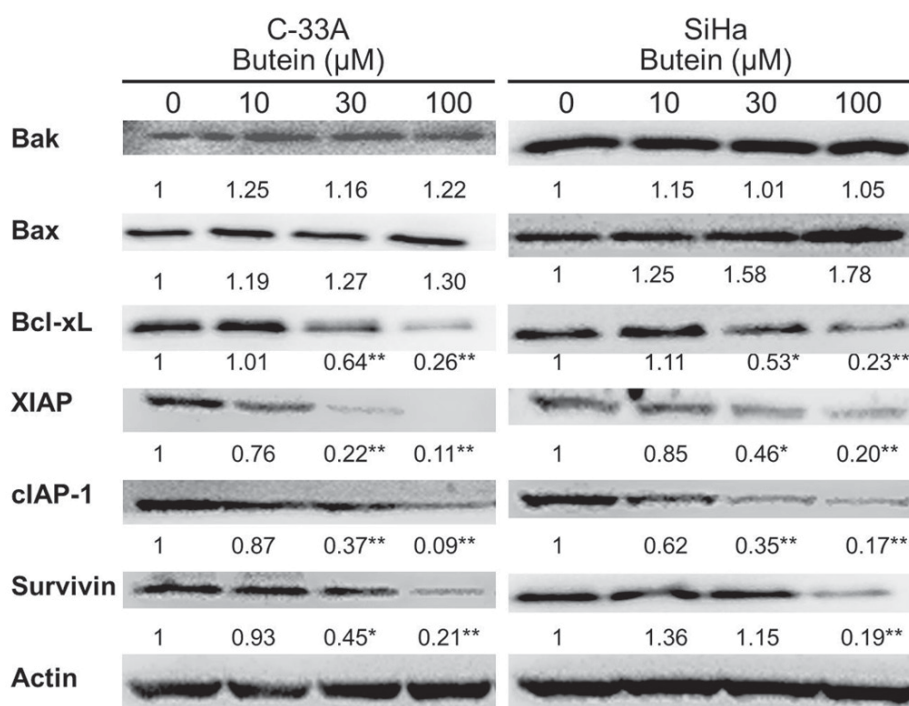 C-33A SiHa
Butein (μM) Butein (μM)
0 10 30 100 0 10 30 100
Bak
1 1.25 1.16 1.22 1 1.15 1.01 1.05
Bax
1 1.19 1.27 1.30 1 1.25 1.58 1.78
Bcl-xL
1 1.01 0.64** 0.26** 1 1.11 0.53* 0.23**
XIAP
1 0.76 0.22** 0.11** 1 0.85 0.46* 0.20**
cIAP-1
1 0.87 0.37** 0.09** 1 0.62 0.35** 0.17**
Survivin
1 0.93 0.45* 0.21** 1 1.36 1.15 0.19**
Actin